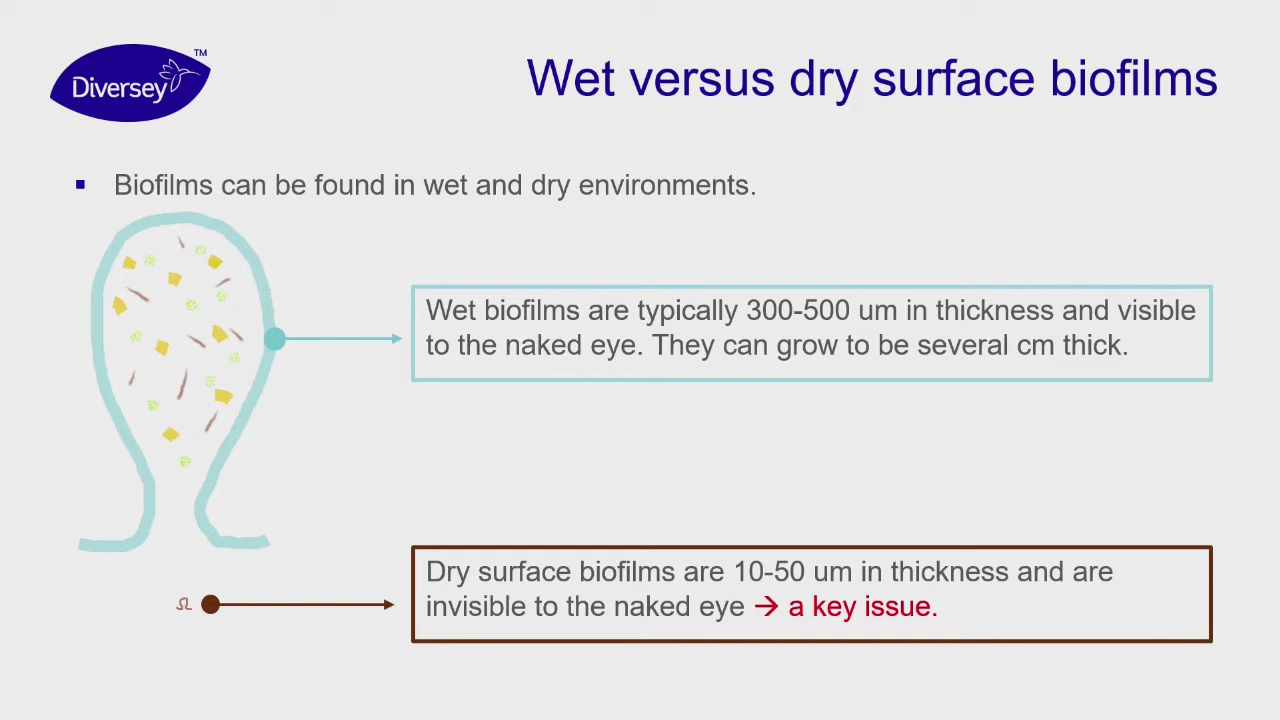 Diversey™
Wet versus dry surface biofilms
▪ Biofilms can be found in wet and dry environments.
Wet biofilms are typically 300-500 um in thickness and visible
to the naked eye. They can grow to be several cm thick.
Dry surface biofilms are 10-50 um in thickness and are
invisible to the naked eye → a key issue.